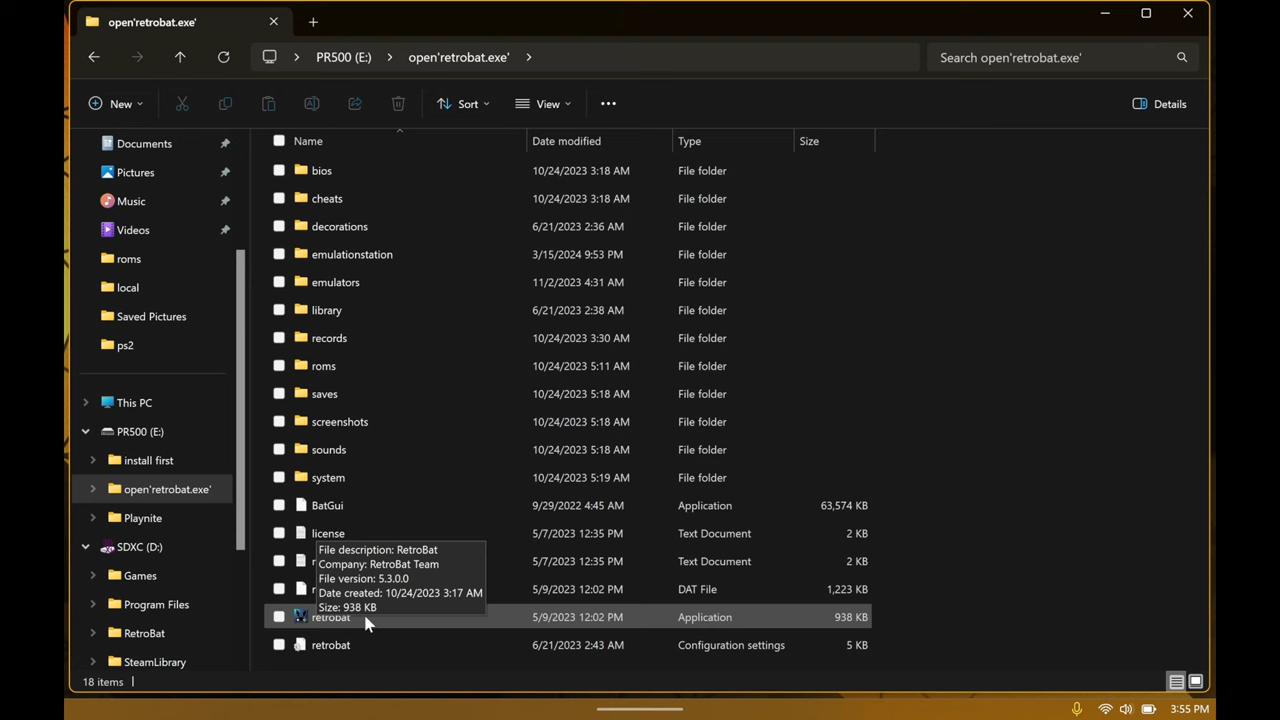 open'retrobat.exe'
PR500 (E:) open'retrobat.exe'
Search open'retrobat.exe'
New
Sort
View
Details
Documents
Pictures
Music
Videos
roms
local
Saved Pictures
ps2
This PC
PR500 (E:)
install first
open'retrobat.exe'
Playnite
SDXC (D:)
Games
Program Files
RetroBat
SteamLibrary
Name Date modified Type Size
bios 10/24/2023 3:18 AM File folder
cheats 10/24/2023 3:18 AM File folder
decorations 6/21/2023 2:36 AM File folder
emulationstation 3/15/2024 9:53 PM File folder
emulators 11/2/2023 4:31 AM File folder
library 6/21/2023 2:38 AM File folder
records 10/24/2023 3:30 AM File folder
roms 10/24/2023 5:11 AM File folder
saves 10/24/2023 5:18 AM File folder
screenshots 10/24/2023 5:18 AM File folder
sounds 10/24/2023 5:18 AM File folder
system 10/24/2023 5:19 AM File folder
BatGui 9/29/2022 4:45 AM Application 63,574 KB
license 5/7/2023 12:35 PM Text Document 2 KB
5/7/2023 12:35 PM Text Document 2 KB
5/9/2023 12:02 PM DAT File 1,223 KB
retrobat 5/9/2023 12:02 PM Application 938 KB
retrobat 6/21/2023 2:43 AM Configuration settings 5 KB
File description: RetroBat
Company: RetroBat Team
File version: 5.3.0.0
Date created: 10/24/2023 3:17 AM
Size: 938 KB
18 items
3:55 PM